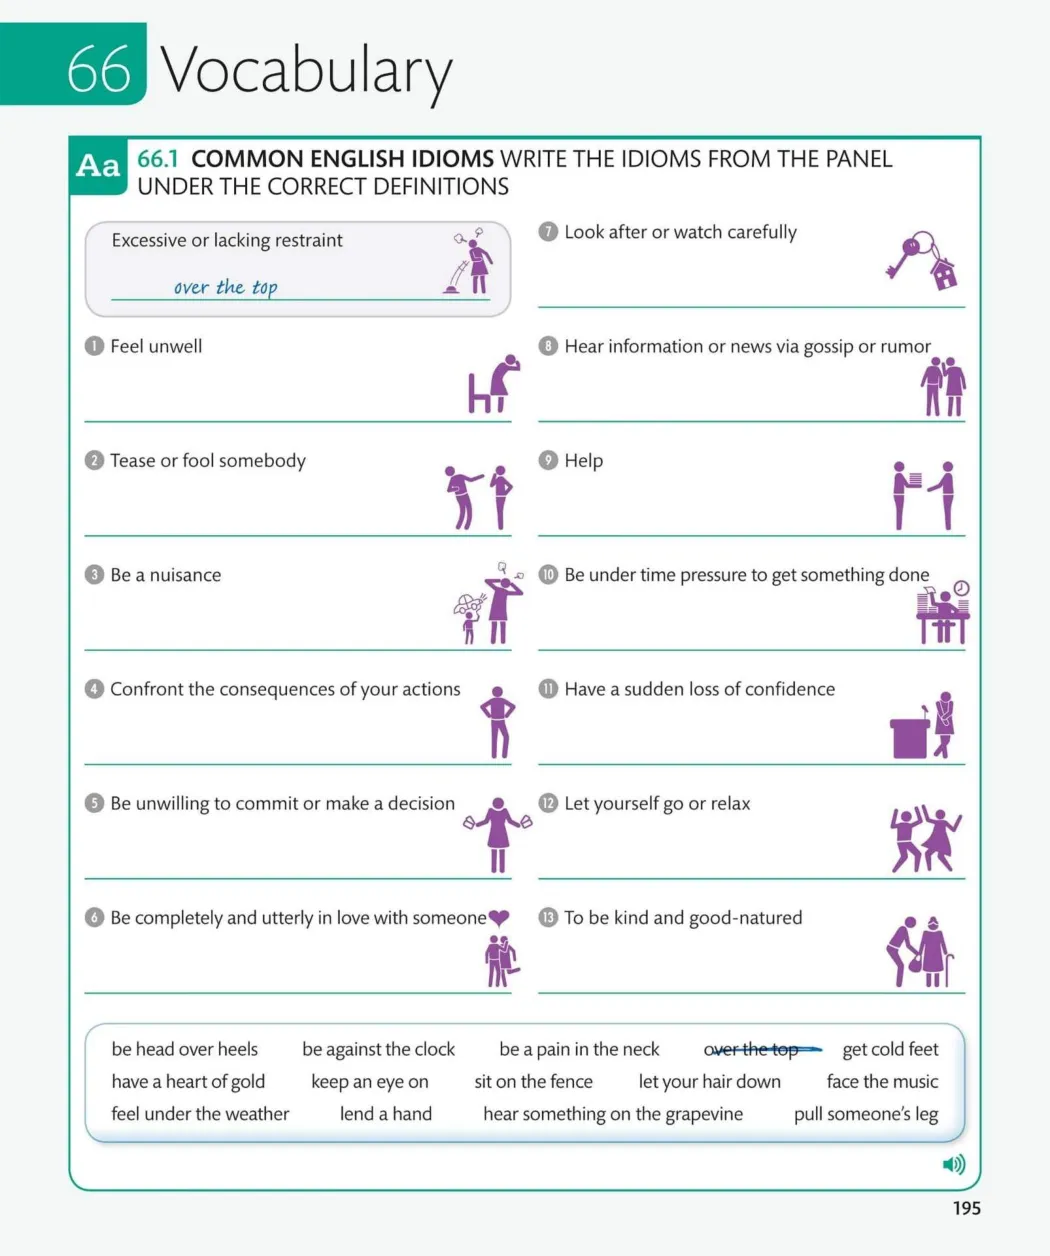 66 Vocabulary
Aa
66.1 COMMON ENGLISH IDIOMS WRITE THE IDIOMS FROM THE PANEL
UNDER THE CORRECT DEFINITIONS
Excessive or lacking restraint
over the top
1 Feel unwell
2 Tease or fool somebody
3 Be a nuisance
4 Confront the consequences of your actions
5 Be unwilling to commit or make a decision
6 Be completely and utterly in love with someone
7 Look after or watch carefully
8 Hear information or news via gossip or rumor
9 Help
10 Be under time pressure to get something done
11 Have a sudden loss of confidence
12 Let yourself go or relax
13 To be kind and good-natured
be head over heels be against the clock be a pain in the neck over the top get cold feet
have a heart of gold keep an eye on sit on the fence let your hair down face the music
feel under the weather lend a hand hear something on the grapevine pull someone's leg
195